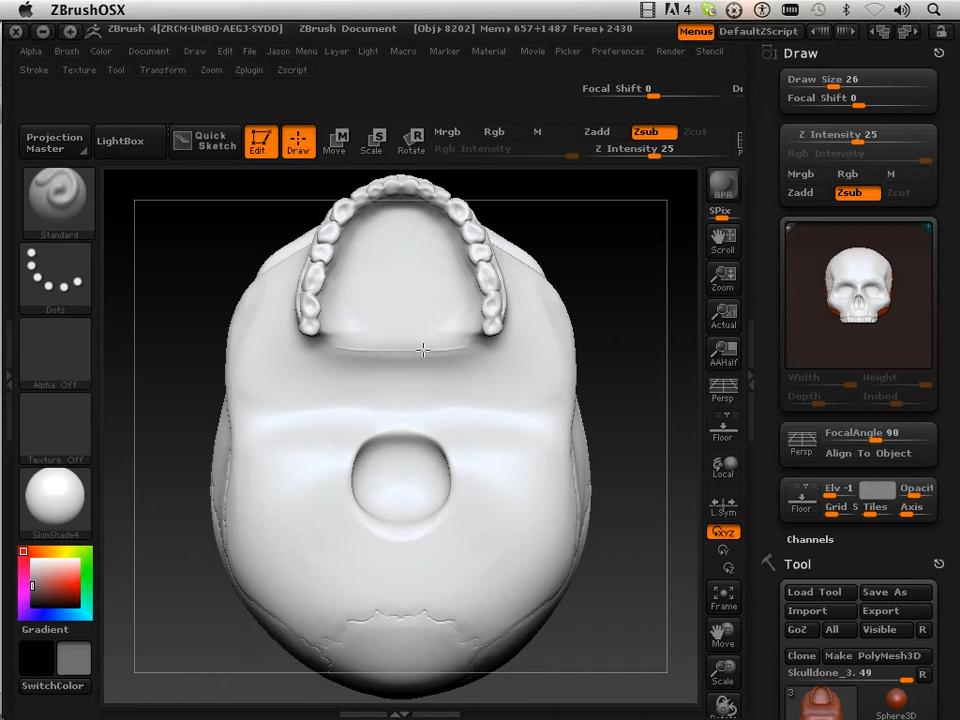 ZBrushOSX
4
ZBrush 4[ZRCM-UMBO-AEGJ-SYDD] ZBrush Document [Obj▸8202] Mem▸657+1487 Free▸2430 Menus DefaultZScript
Alpha Brush Color Document Draw Edit File Jason Menu Layer Light Macro Marker Material Movie Picker Preferences Render Stencil
Stroke Texture Tool Transform Zoom Zplugin Zscript
Draw
Draw Size 26
Focal Shift 0
Focal Shift 0
Projection Master
LightBox
Quick Sketch
Edit
Draw
Move
Scale
Rotate
Mrgb Rgb M
Rgb Intensity
Zadd Zsub Zcut
Z Intensity 25
Z Intensity 25
Rgb Intensity
Mrgb Rgb M
Zadd Zsub Zcut
Standard
Dots
Alpha Off
Texture Off
SkinShade4
Gradient
SwitchColor
BPR
SPix
Scroll
Zoom
Actual
AAHalf
Persp
Floor
Local
L.Sym
XYZ
Frame
Move
Scale
Width Height
Depth Imbed
Persp
FocalAngle 90
Align To Object
Floor
Elv -1 Opacit
Grid S Tiles Axis
Channels
Tool
Load Tool Save As
Import Export
GoZ All Visible R
Clone Make PolyMesh3D
Skulldone_3. 49 R
3
Sphere3D